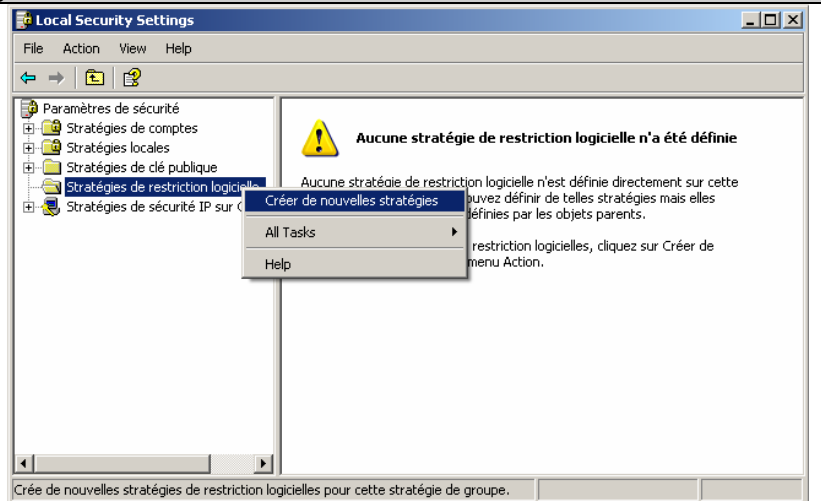 Local Security Settings
File Action View Help
Paramètres de sécurité
Stratégies de comptes
Stratégies locales
Stratégies de clé publique
Stratégies de restriction logicielle
Stratégies de sécurité IP sur
Créer de nouvelles stratégies
All Tasks
Help
Aucune stratégie de restriction logicielle n'a été définie
Aucune stratégie de restriction logicielle n'est définie directement sur cette
ouvez définir de telles stratégies mais elles
définies par les objets parents.
restriction logicielles, cliquez sur Créer de
menu Action.
Crée de nouvelles stratégies de restriction logicielles pour cette stratégie de groupe.